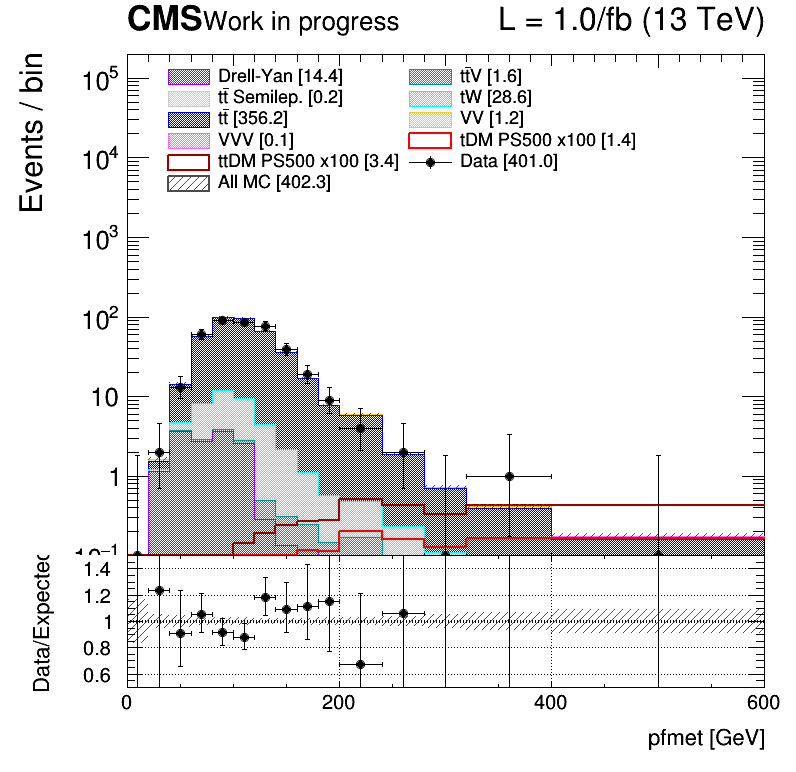 CMS Work in progress L = 1.0/fb (13 TeV)
Events / bin
10⁵
10⁴
10³
10²
10
1
10⁻¹
Drell-Yan [14.4] tt̄V [1.6]
tt̄ Semilep. [0.2] tW [28.6]
tt̄ [356.2] VV [1.2]
VVV [0.1] tDM PS500 x100 [1.4]
ttDM PS500 x100 [3.4] Data [401.0]
All MC [402.3]
Data/Expected
1.4
1.2
1
0.8
0.6
0 200 400 600
pfmet [GeV]